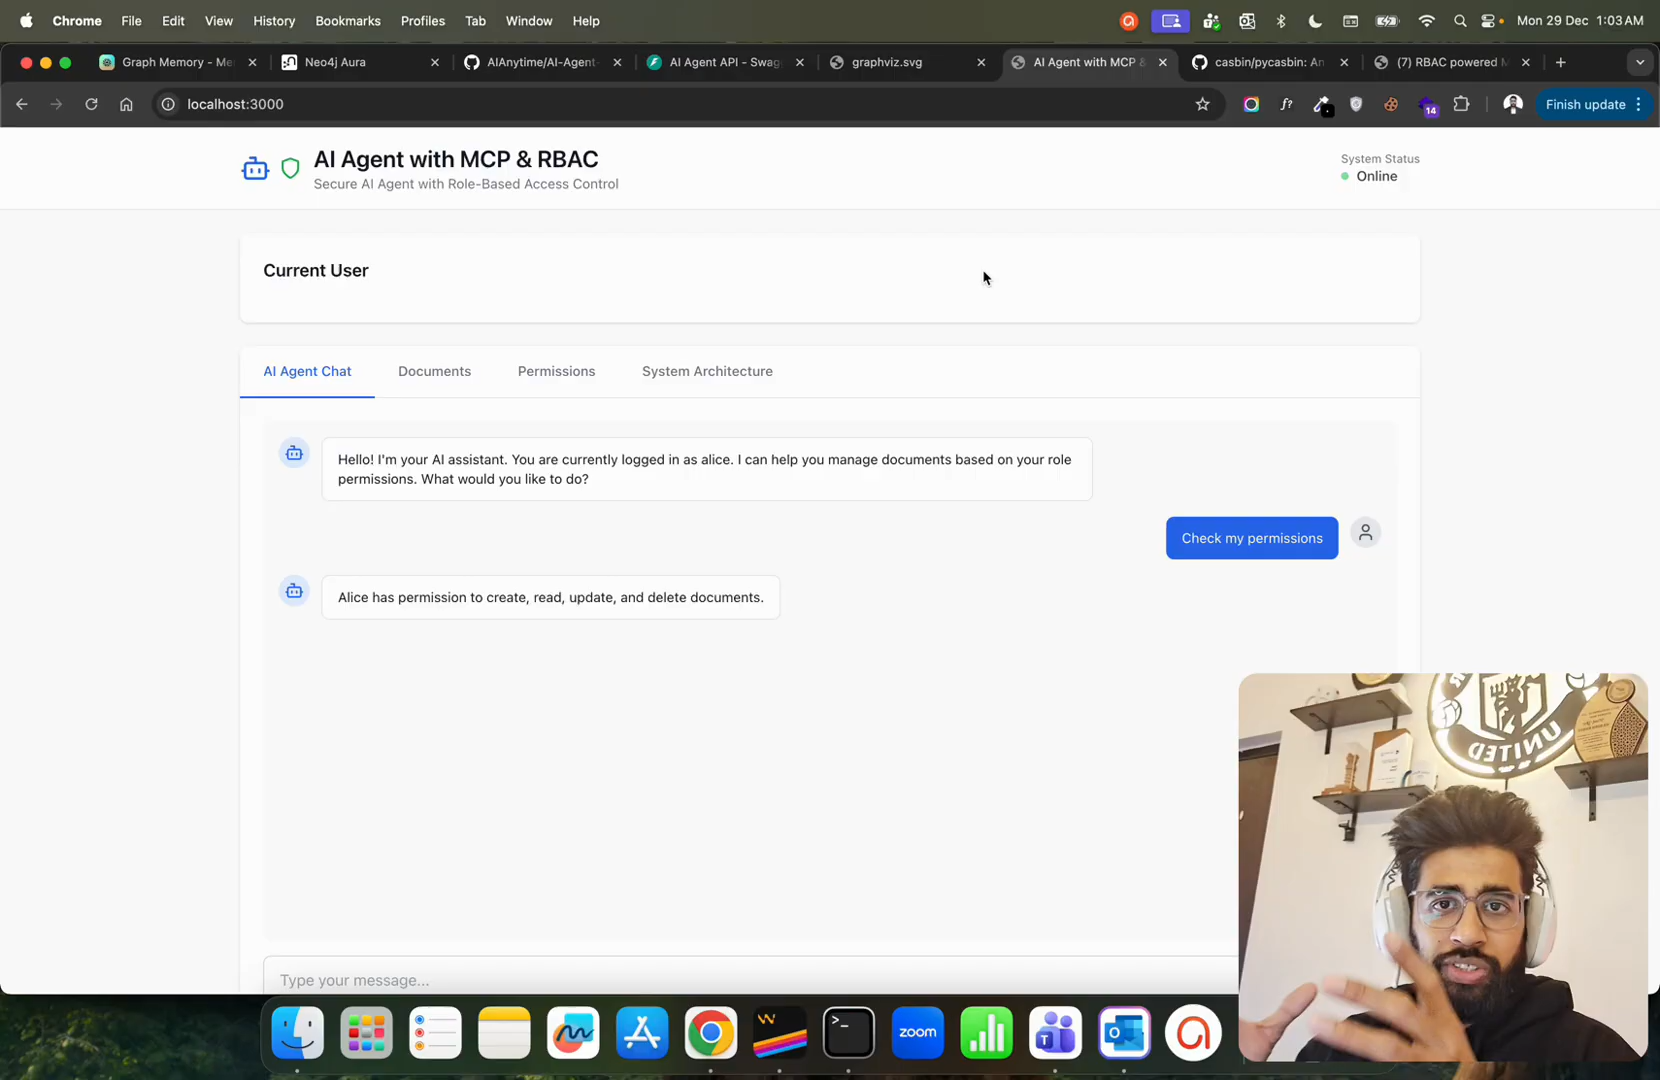 Chrome File Edit View History Bookmarks Profiles Tab Window Help
Mon 29 Dec 1:03 AM
Graph Memory - Me
Neo4j Aura
AIAnytime/AI-Agent-
AI Agent API - Swag
graphviz.svg
AI Agent with MCP &
casbin/pycasbin: An
(7) RBAC powered M
localhost:3000
f?
14
Finish update
AI Agent with MCP & RBAC
Secure AI Agent with Role-Based Access Control
System Status
Online
Current User
AI Agent Chat
Documents
Permissions
System Architecture
Hello! I'm your AI assistant. You are currently logged in as alice. I can help you manage documents based on your role
permissions. What would you like to do?
Check my permissions
Alice has permission to create, read, update, and delete documents.
Type your message...
UNITED
zoom